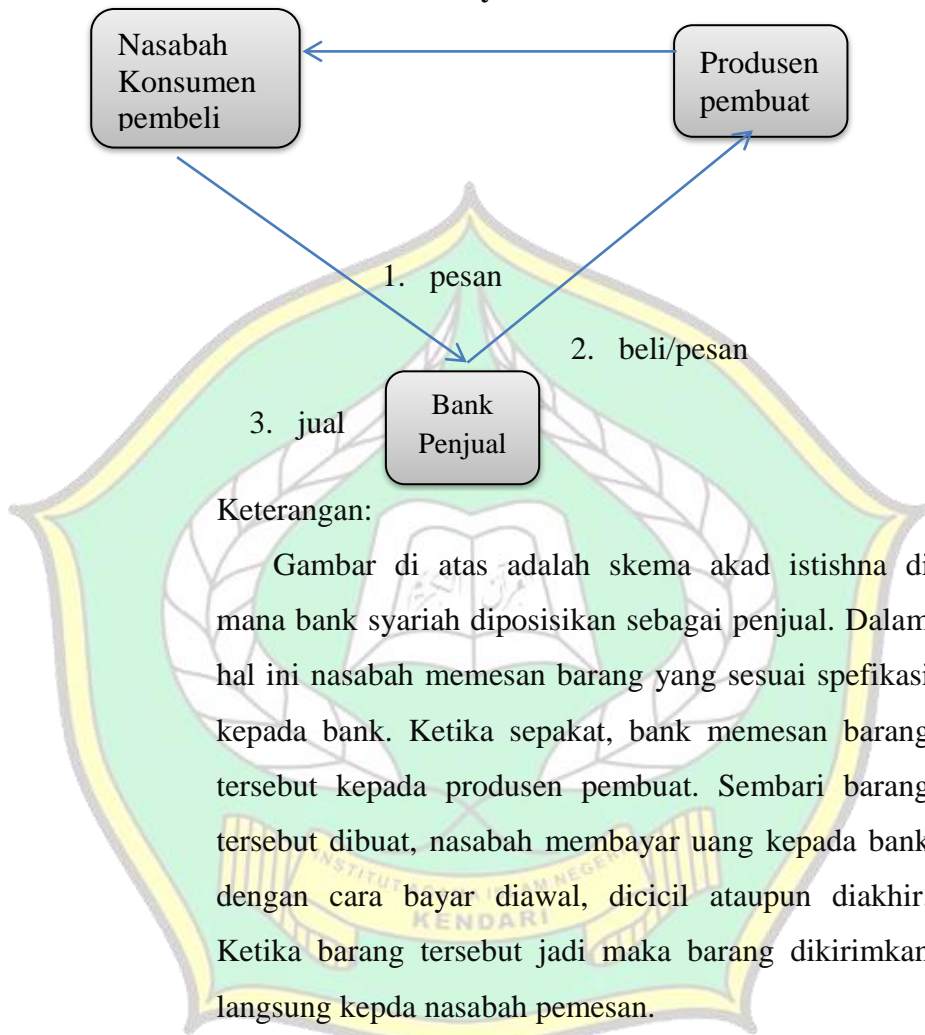 Nasabah
Konsumen
pembeli
Produsen
pembuat
1. pesan
2. beli/pesan
3. jual
Bank
Penjual
Keterangan:
Gambar di atas adalah skema akad istishna di
mana bank syariah diposisikan sebagai penjual. Dalam
hal ini nasabah memesan barang yang sesuai spefikasi
kepada bank. Ketika sepakat, bank memesan barang
tersebut kepada produsen pembuat. Sembari barang
tersebut dibuat, nasabah membayar uang kepada bank
dengan cara bayar diawal, dicicil ataupun diakhir.
Ketika barang tersebut jadi maka barang dikirimkan
langsung kepda nasabah pemesan.
INSTITUT AGAMA ISLAM NEGERI
KENDARI